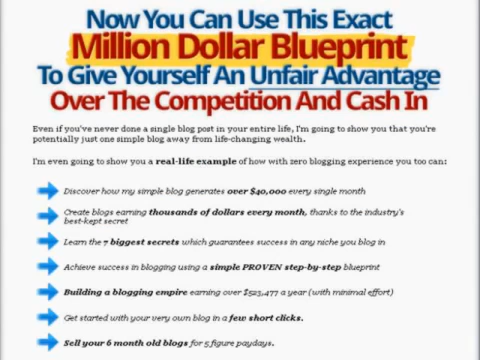 Now You Can Use This Exact
Million Dollar Blueprint
To Give Yourself An Unfair Advantage
Over The Competition And Cash In
Even if you've never done a single blog post in your entire life, I'm going to show you that you're
potentially just one simple blog away from life-changing wealth.
I'm even going to show you a real-life example of how with zero blogging experience you too can:
Discover how my simple blog generates over $40,000 every single month
Create blogs earning thousands of dollars every month, thanks to the industry's
best-kept secret
Learn the 7 biggest secrets which guarantees success in any niche you blog in
Achieve success in blogging using a simple PROVEN step-by-step blueprint
Building a blogging empire earning over $523,477 a year (with minimal effort)
Get started with your very own blog in a few short clicks.
Sell your 6 month old blogs for 5 figure paydays.